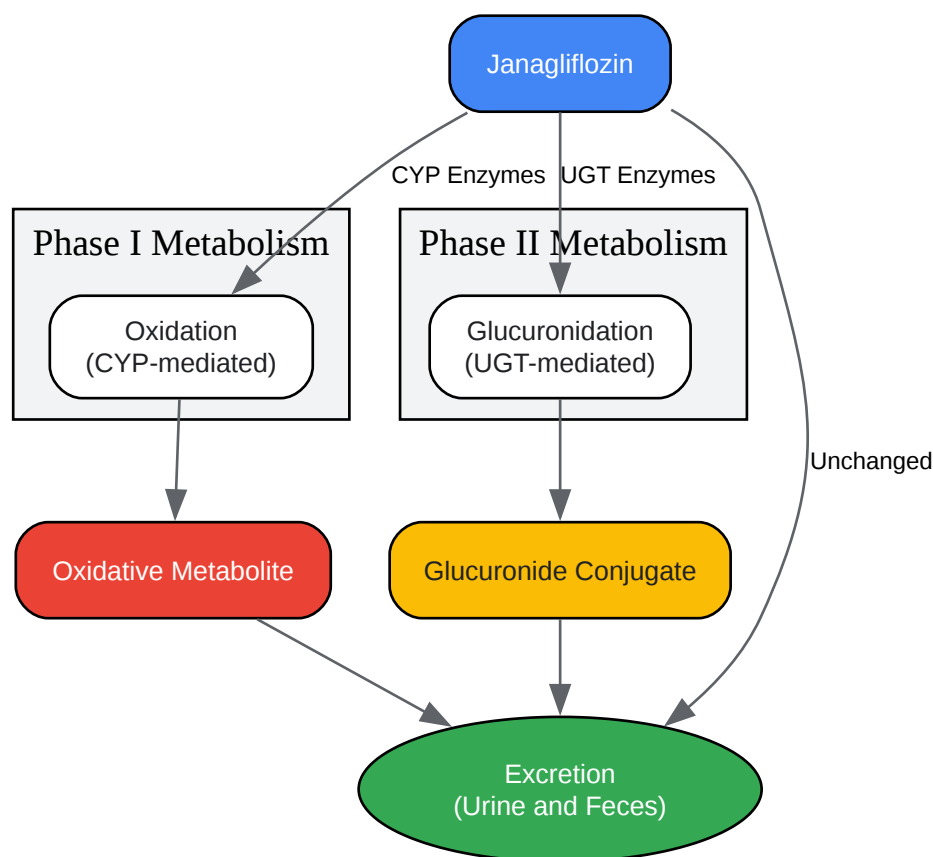 Janagliflozin
CYP Enzymes
UGT Enzymes
Phase I Metabolism
Phase II Metabolism
Oxidation
(CYP-mediated)
Glucuronidation
(UGT-mediated)
Unchanged
Oxidative Metabolite
Glucuronide Conjugate
Excretion
(Urine and Feces)